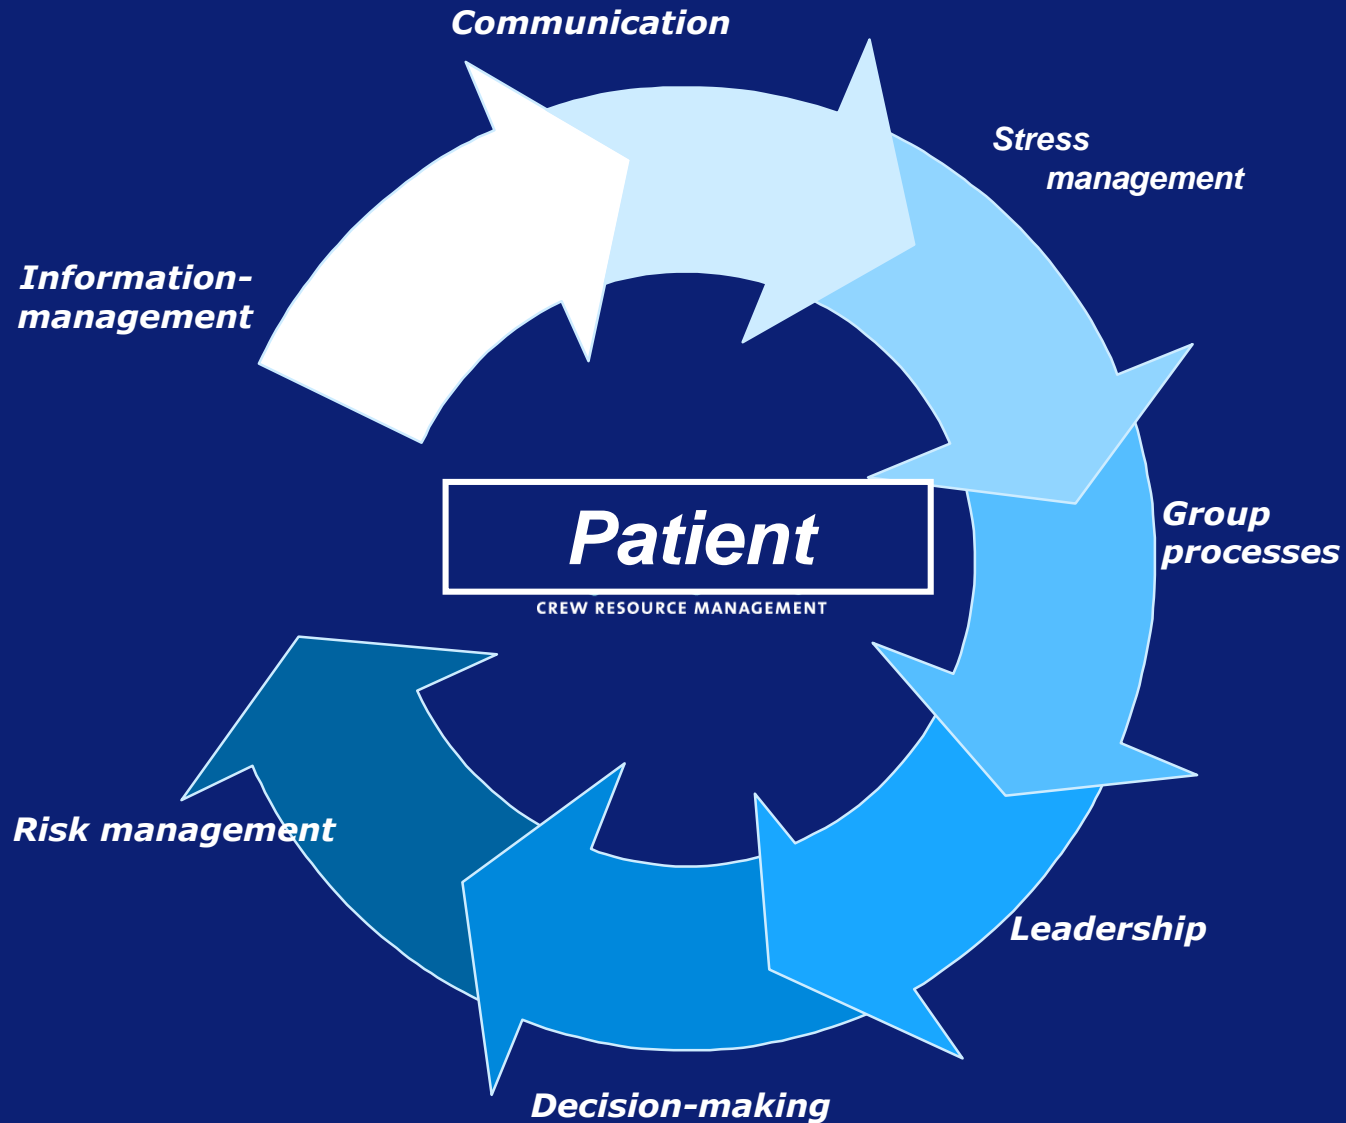 Communication
Stress
management
Information-
management
Group
processes
Patient
CREW RESOURCE MANAGEMENT
Risk management
Leadership
Decision-making